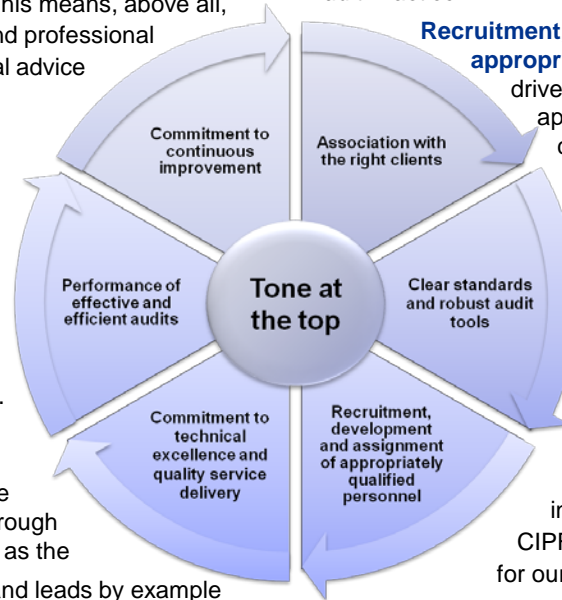 his means, above all,
nd professional
al advice
Recruitment
appropr
drive
ap
Commitment to
continuous
improvement
Association with
the right clients
Performance of
effective and
efficient audits
Tone at
the top
Clear standards
and robust audit
tools
Commitment to
technical
excellence and
quality service
delivery
Recruitment,
development
and assignment
of appropriately
qualified
personnel
e
rough
as the
and leads by example
in
CIPF
for our